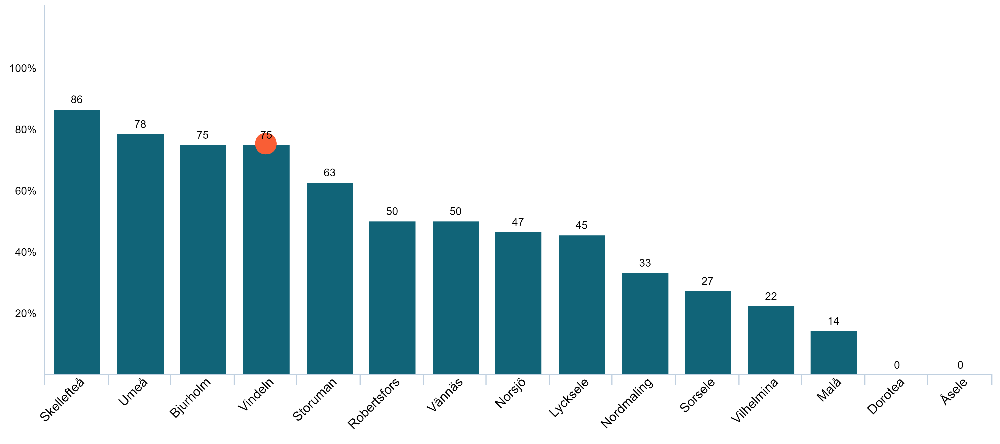 100%
80%
60%
40%
20%
86
78
75
75
63
50
50
47
45
33
27
22
14
0
0
Skellefteå
Umeå
Bjurholm
Vindeln
Storuman
Robertsfors
Vännäs
Norsjö
Lycksele
Nordmaling
Sorsele
Vilhelmina
Malå
Dorotea
Åsele